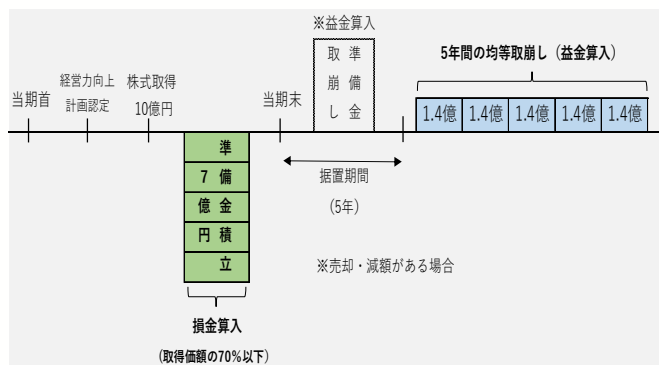 ※益金算入
取 準
崩 備
し 金
5年間の均等取崩し（益金算入）
当期首
経営力向上
計画認定
株式取得
10億円
当期末
1.4億 1.4億 1.4億 1.4億 1.4億
準
7 備
億 金
円 積
立
据置期間
（5年）
※売却・減額がある場合
損金算入
（取得価額の70％以下）